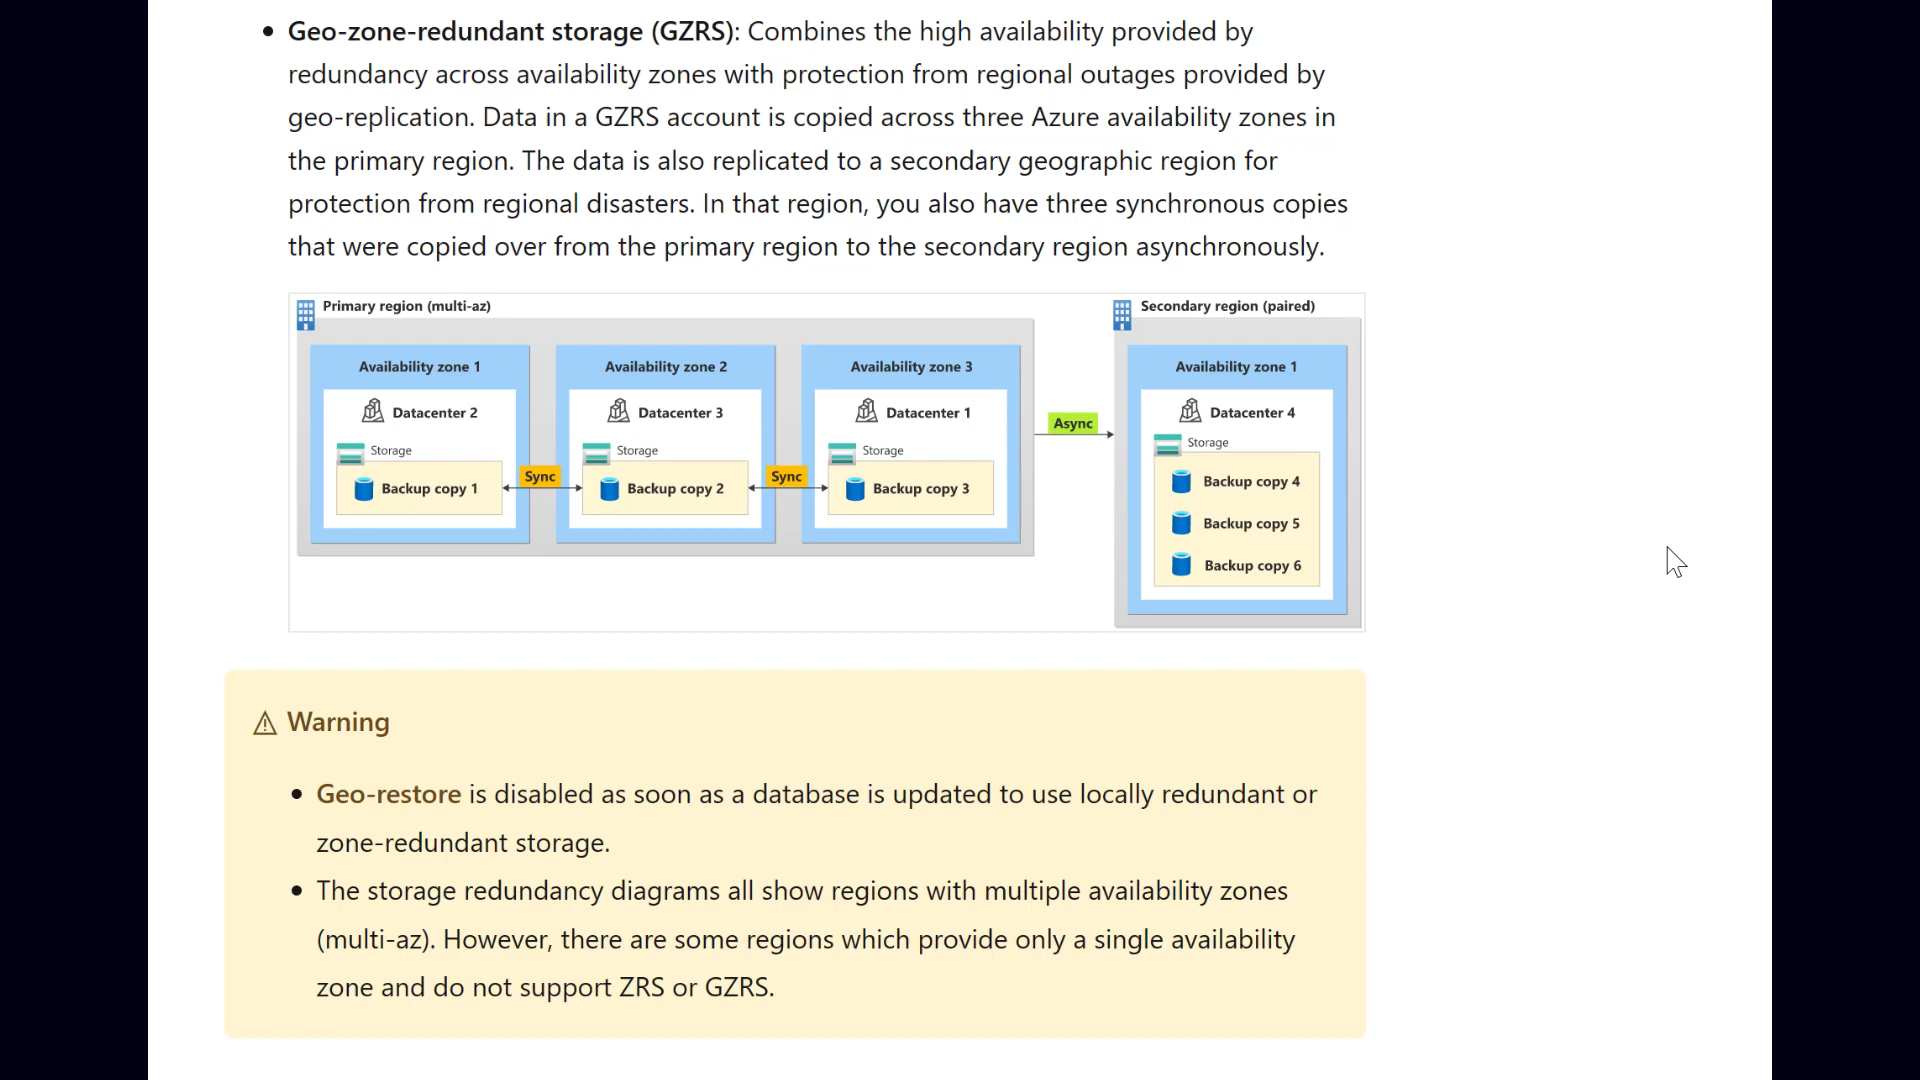 Geo-zone-redundant storage (GZRS): Combines the high availability provided by
redundancy across availability zones with protection from regional outages provided by
geo-replication. Data in a GZRS account is copied across three Azure availability zones in
the primary region. The data is also replicated to a secondary geographic region for
protection from regional disasters. In that region, you also have three synchronous copies
that were copied over from the primary region to the secondary region asynchronously.
Primary region (multi-az)
Availability zone 1
Datacenter 2
Storage
Backup copy 1
Sync
Availability zone 2
Datacenter 3
Storage
Backup copy 2
Sync
Availability zone 3
Datacenter 1
Storage
Backup copy 3
Async
Secondary region (paired)
Availability zone 1
Datacenter 4
Storage
Backup copy 4
Backup copy 5
Backup copy 6
Warning
Geo-restore is disabled as soon as a database is updated to use locally redundant or
zone-redundant storage.
The storage redundancy diagrams all show regions with multiple availability zones
(multi-az). However, there are some regions which provide only a single availability
zone and do not support ZRS or GZRS.